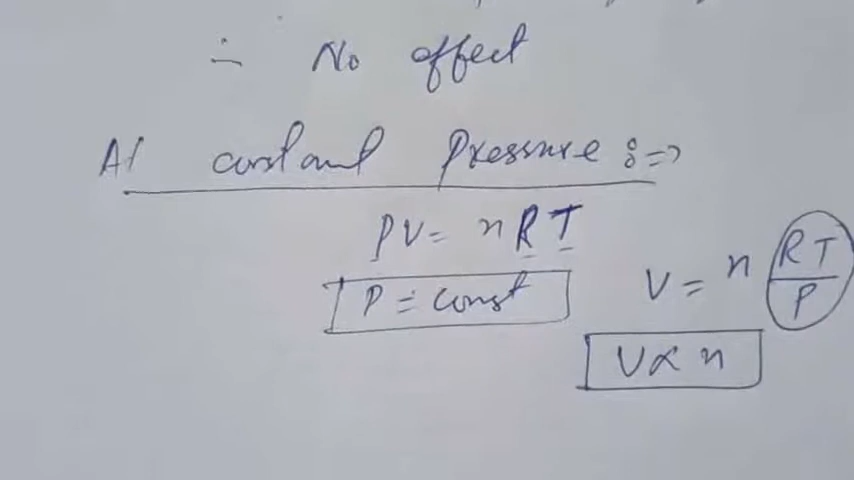 ∴ No effect
At constant pressure :⇒
PV = nRT
P = const
V = n RT/P
V ∝ n